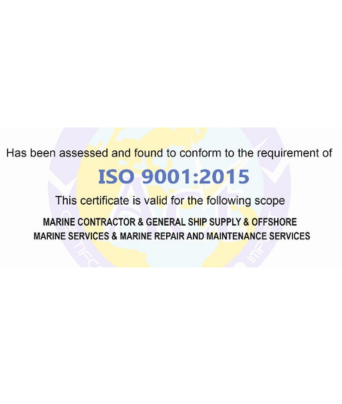 Has been assessed and found to conform to the requirement of
ISO 9001:2015
This certificate is valid for the following scope
MARINE CONTRACTOR & GENERAL SHIP SUPPLY & OFFSHORE
MARINE SERVICES & MARINE REPAIR AND MAINTENANCE SERVICES